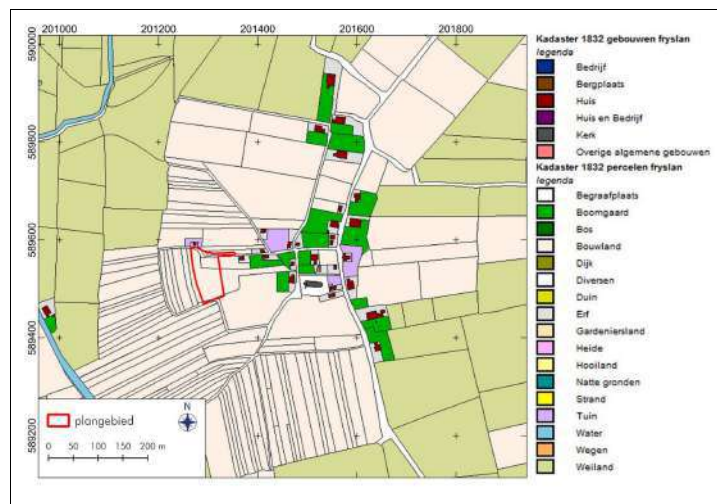 201000 201200 201400 201600 201800
590000
589800
589600
589400
589200
N
plangebied
0 50 100 150 200 m
Kadaster 1832 gebouwen fryslan
legenda
Bedrijf
Bergplaats
Huis
Huis en Bedrijf
Kerk
Overige algemene gebouwen
Kadaster 1832 percelen fryslan
legenda
Begraafplaats
Boomgaard
Bos
Bouwland
Dijk
Diversen
Duin
Erf
Gardeniersland
Heide
Hooiland
Natte gronden
Strand
Tuin
Water
Wegen
Weiland